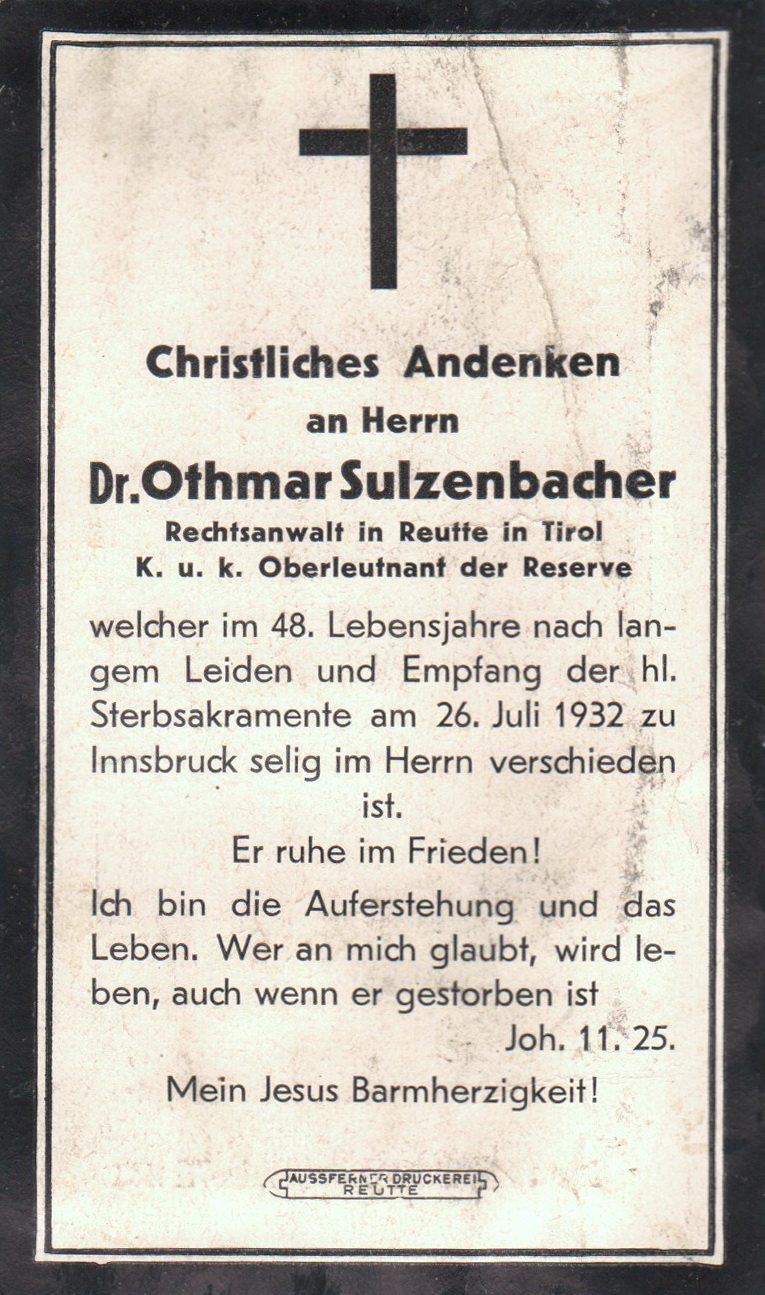 Christliches Andenken
an Herrn
Dr. Othmar Sulzenbacher
Rechtsanwalt in Reutte in Tirol
K. u. k. Oberleutnant der Reserve
welcher im 48. Lebensjahre nach lan-
gem Leiden und Empfang der hl.
Sterbsakramente am 26. Juli 1932 zu
Innsbruck selig im Herrn verschieden
ist.
Er ruhe im Frieden!
Ich bin die Auferstehung und das
Leben. Wer an mich glaubt, wird le-
ben, auch wenn er gestorben ist
Joh. 11. 25.
Mein Jesus Barmherzigkeit!
AUSSFERNER DRUCKEREI
REUTTE